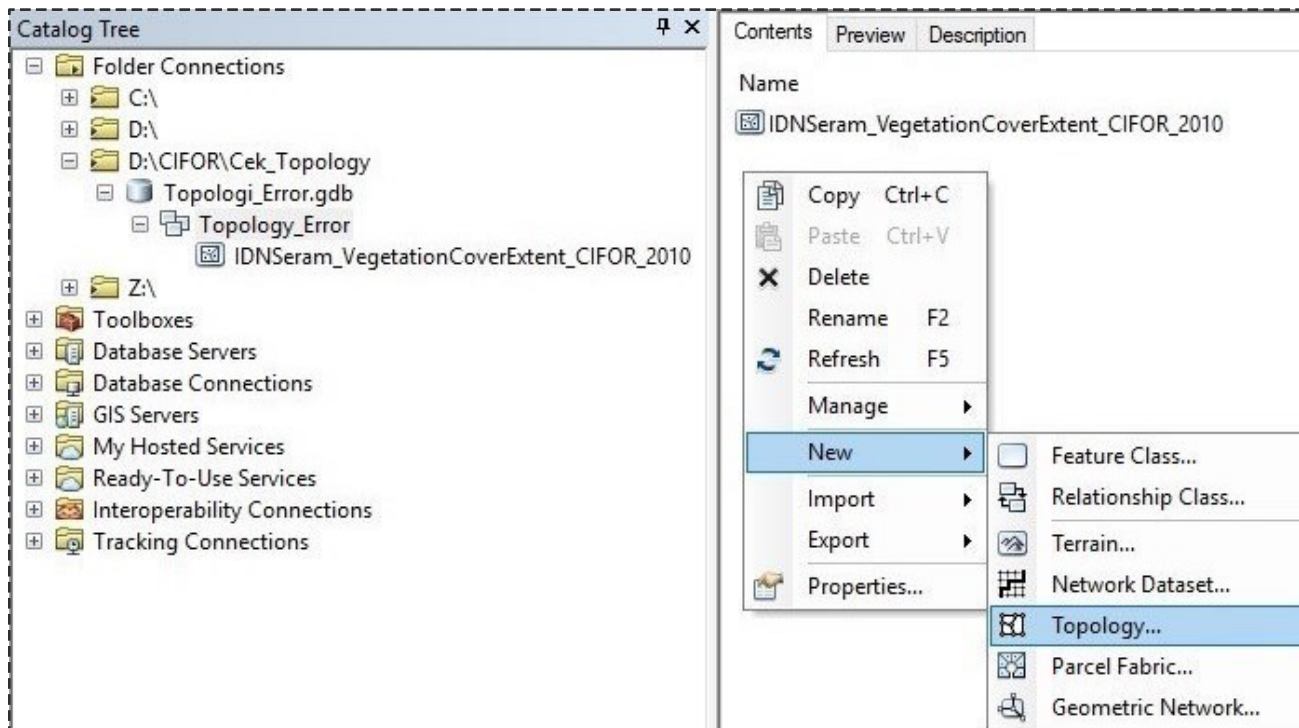 Catalog Tree
Folder Connections
C:\
D:\
D:\CIFOR\Cek_Topology
Topologi_Error.gdb
Topology_Error
IDNSeram_VegetationCoverExtent_CIFOR_2010
Z:\
Toolboxes
Database Servers
Database Connections
GIS Servers
My Hosted Services
Ready-To-Use Services
Interoperability Connections
Tracking Connections
Contents Preview Description
Name
IDNSeram_VegetationCoverExtent_CIFOR_2010
Copy Ctrl+C
Paste Ctrl+V
Delete
Rename F2
Refresh F5
Manage
New
Import
Export
Properties...
Feature Class...
Relationship Class...
Terrain...
Network Dataset...
Topology...
Parcel Fabric...
Geometric Network...